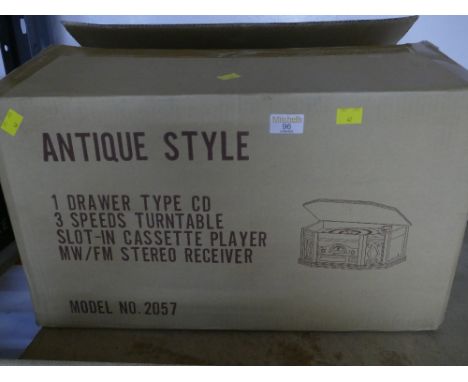 Mitchells
96
ANTIQUE STYLE
1 DRAWER TYPE CD
3 SPEEDS TURNTABLE
SLOT-IN CASSETTE PLAYER
MW/FM STEREO RECEIVER
MODEL NO. 2057